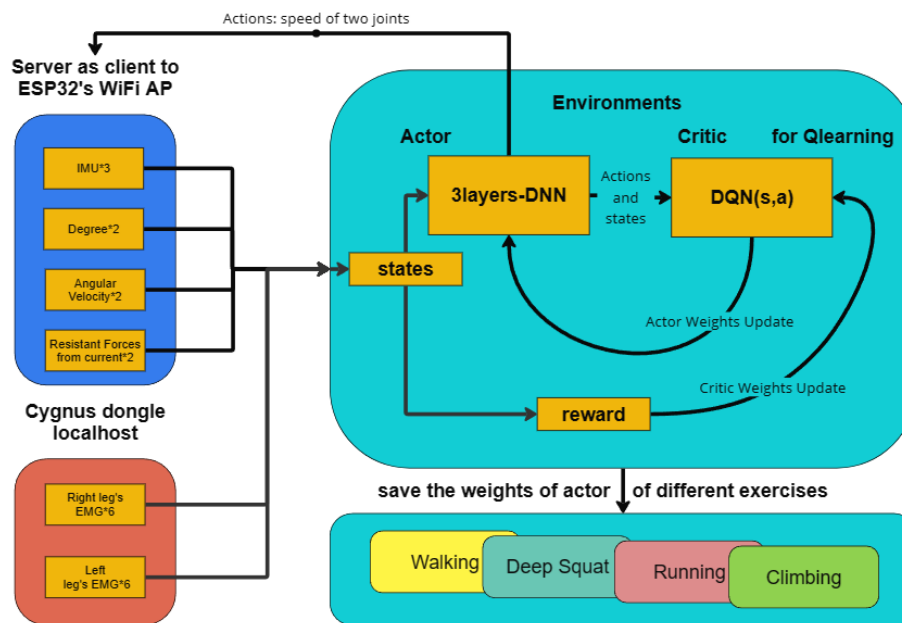 Actions: speed of two joints
Server as client to
ESP32's WiFi AP
IMU*3
Degree*2
Angular
Velocity*2
Resistant Forces
from current*2
Cygnus dongle
localhost
Right leg's
EMG*6
Left
leg's EMG*6
Environments
Actor
Critic
for Qlearning
3layers-DNN
Actions
and
states
DQN(s,a)
states
Actor Weights Update
Critic Weights Update
reward
save the weights of actor
of different exercises
Walking
Deep Squat
Running
Climbing